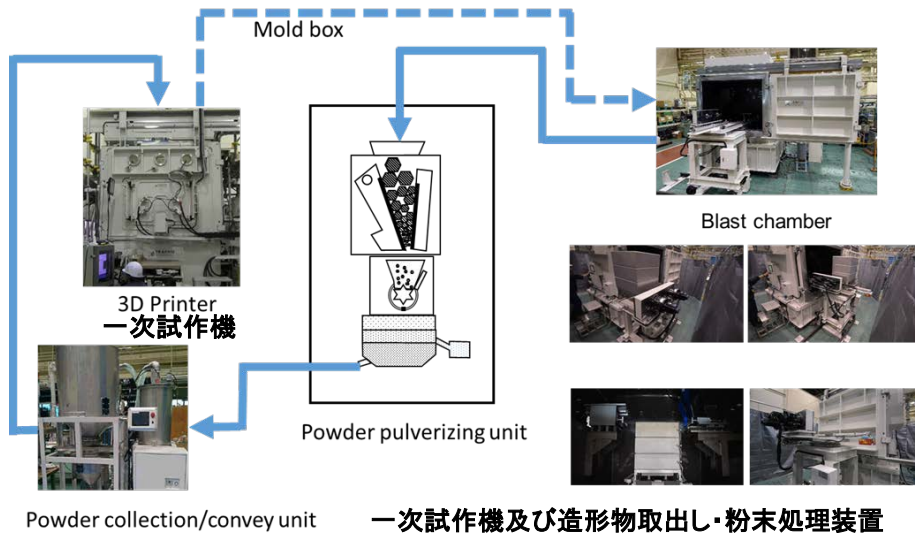 Mold box
Blast chamber
3D Printer
一次試作機
Powder pulverizing unit
Powder collection/convey unit
一次試作機及び造形物取出し・粉末処理装置